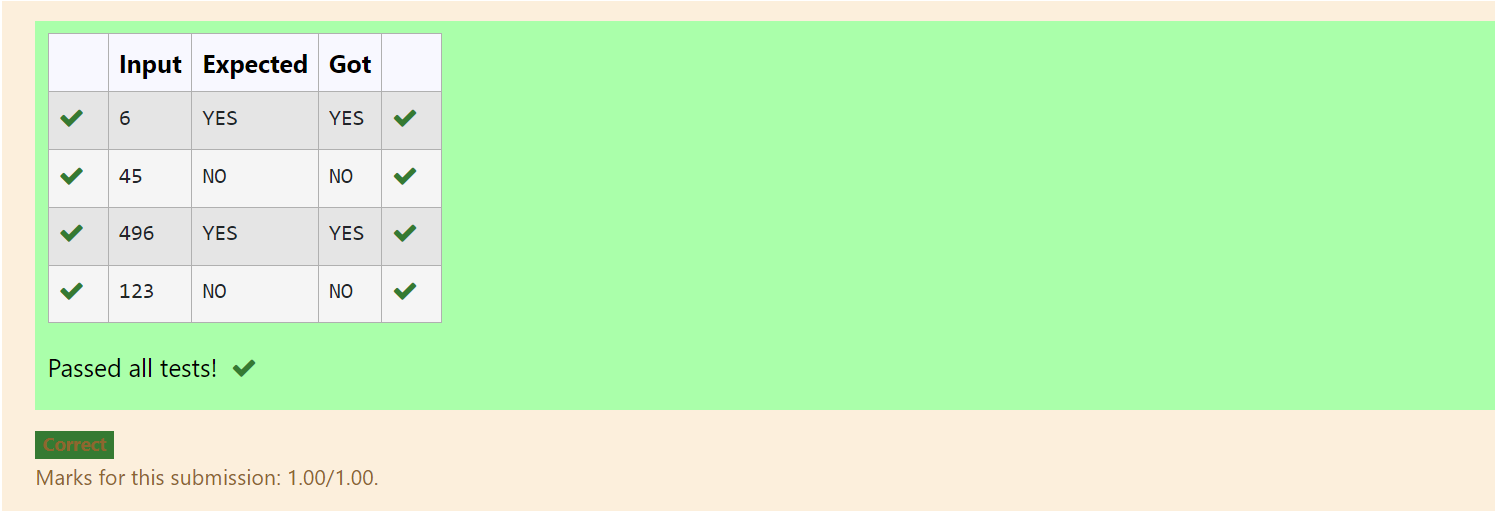 Input Expected Got
6 YES YES
45 NO NO
496 YES YES
123 NO NO
Passed all tests!
Correct
Marks for this submission: 1.00/1.00.